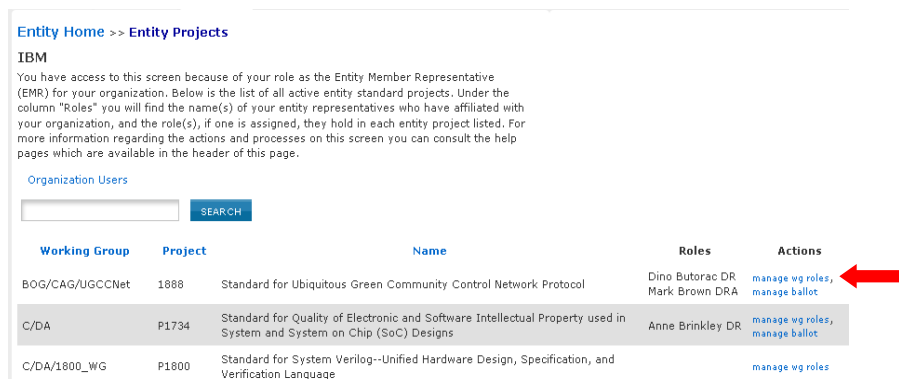 Entity Home >> Entity Projects
IBM
You have access to this screen because of your role as the Entity Member Representative
(EMR) for your organization. Below is the list of all active entity standard projects. Under the
column "Roles" you will find the name(s) of your entity representatives who have affiliated with
your organization, and the role(s), if one is assigned, they hold in each entity project listed. For
more information regarding the actions and processes on this screen you can consult the help
pages which are available in the header of this page.
Organization Users
SEARCH
Working Group Project Name Roles Actions
BOG/CAG/UGCCNet 1888 Standard for Ubiquitous Green Community Control Network Protocol Dino Butorac DR manage wg roles,
Mark Brown DRA manage ballot
C/DA P1734 Standard for Quality of Electronic and Software Intellectual Property used in Anne Brinkley DR manage wg roles,
System and System on Chip (SoC) Designs manage ballot
C/DA/1800_WG P1800 Standard for System Verilog--Unified Hardware Design, Specification, and manage wg roles
Verification Language